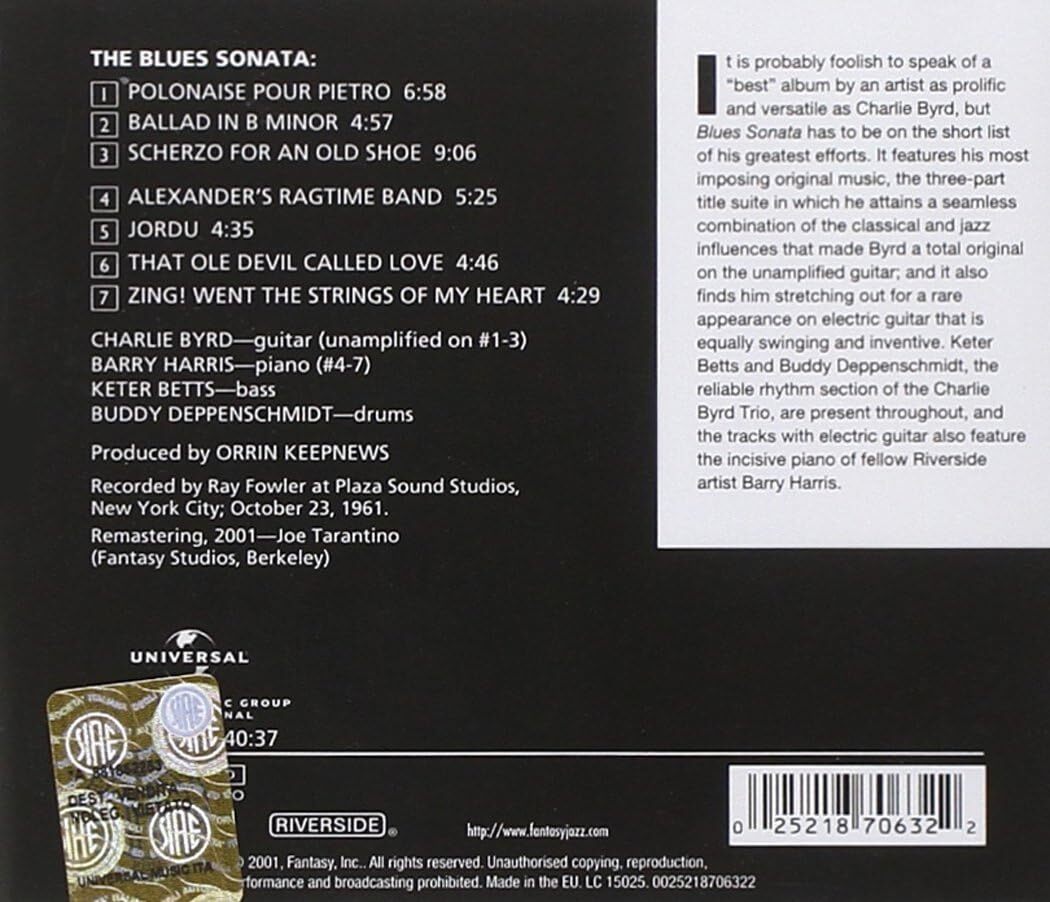 THE BLUES SONATA:
1 POLONAISE POUR PIETRO 6:58
2 BALLAD IN B MINOR 4:57
3 SCHERZO FOR AN OLD SHOE 9:06
4 ALEXANDER'S RAGTIME BAND 5:25
5 JORDU 4:35
6 THAT OLE DEVIL CALLED LOVE 4:46
7 ZING! WENT THE STRINGS OF MY HEART 4:29
CHARLIE BYRD—guitar (unamplified on #1-3)
BARRY HARRIS—piano (#4-7)
KETER BETTS—bass
BUDDY DEPPENSCHMIDT—drums
Produced by ORRIN KEEPNEWS
Recorded by Ray Fowler at Plaza Sound Studios,
New York City; October 23, 1961.
Remastering, 2001—Joe Tarantino
(Fantasy Studios, Berkeley)
It is probably foolish to speak of a
"best" album by an artist as prolific
and versatile as Charlie Byrd, but
Blues Sonata has to be on the short list
of his greatest efforts. It features his most
imposing original music, the three-part
title suite in which he attains a seamless
combination of the classical and jazz
influences that made Byrd a total original
on the unamplified guitar; and it also
finds him stretching out for a rare
appearance on electric guitar that is
equally swinging and inventive. Keter
Betts and Buddy Deppenschmidt, the
reliable rhythm section of the Charlie
Byrd Trio, are present throughout, and
the tracks with electric guitar also feature
the incisive piano of fellow Riverside
artist Barry Harris.
UNIVERSAL
C GROUP
NAL
40:37
SIAE
UNIVERSAL MUSIC ITA
RIVERSIDE®
http://www.fantasyjazz.com
0 25218 70632 2
2001, Fantasy, Inc.. All rights reserved. Unauthorised copying, reproduction,
formance and broadcasting prohibited. Made in the EU. LC 15025. 0025218706322